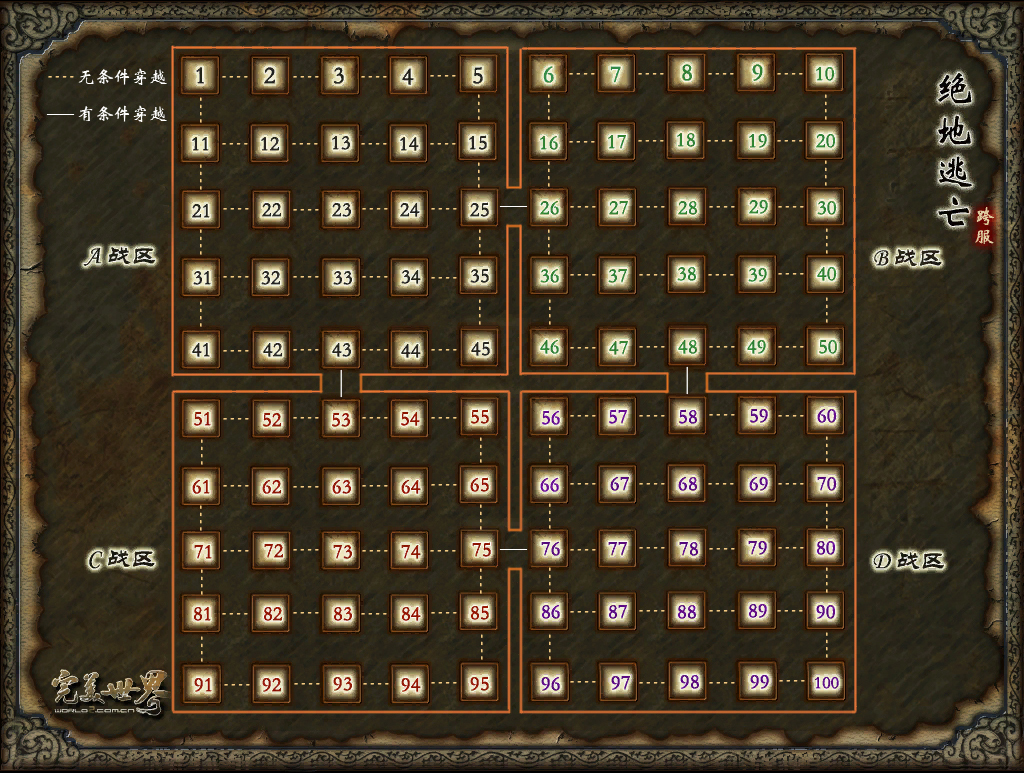 无条件穿越
有条件穿越
绝地逃亡
跨服
1 2 3 4 5 6 7 8 9 10
11 12 13 14 15 16 17 18 19 20
21 22 23 24 25 26 27 28 29 30
A战区
B战区
31 32 33 34 35 36 37 38 39 40
41 42 43 44 45 46 47 48 49 50
51 52 53 54 55 56 57 58 59 60
61 62 63 64 65 66 67 68 69 70
71 72 73 74 75 76 77 78 79 80
C战区
D战区
81 82 83 84 85 86 87 88 89 90
91 92 93 94 95 96 97 98 99 100
完美世界
WORLD2.COM.CN